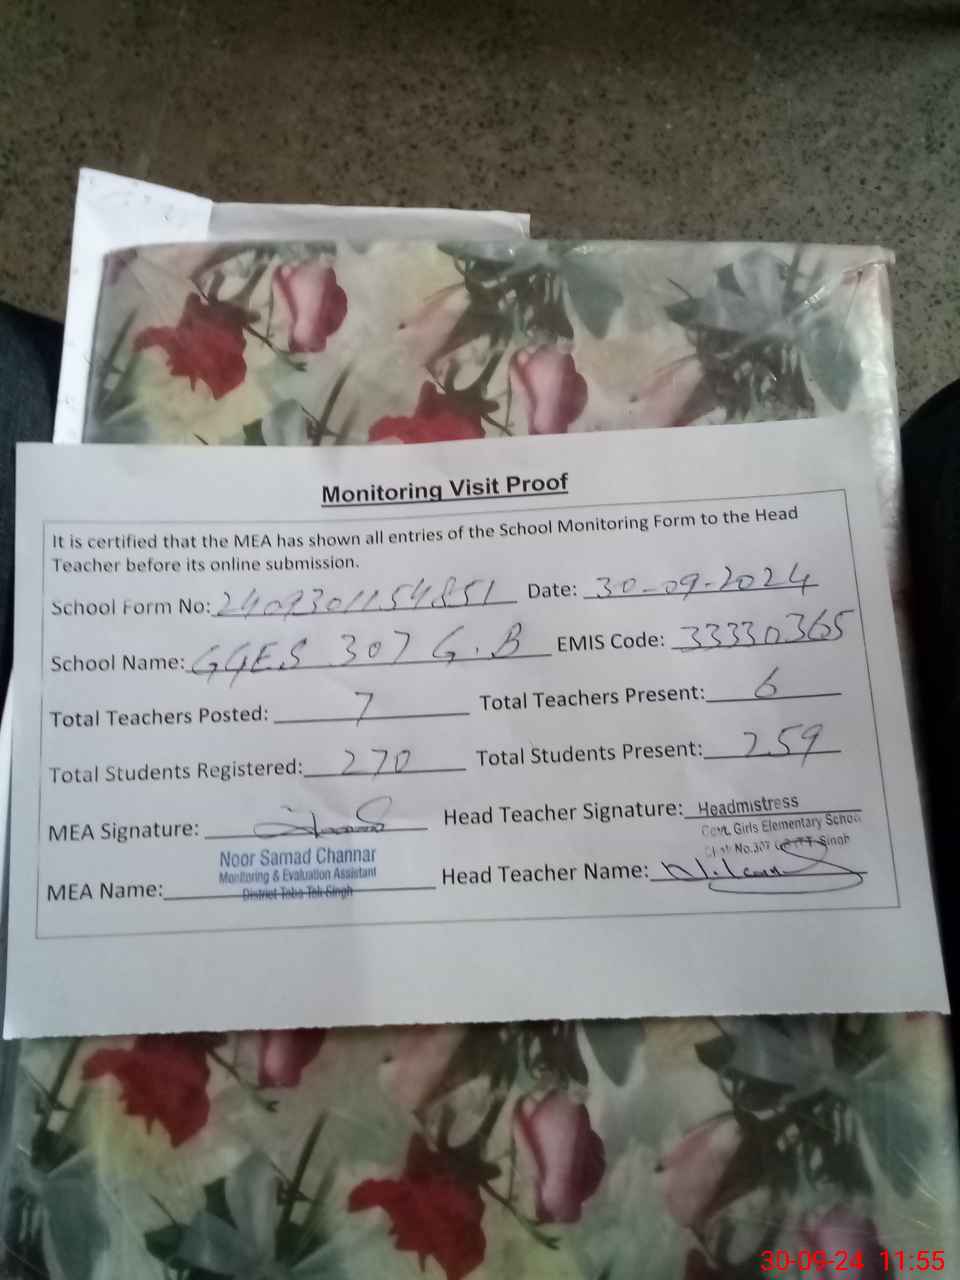 Monitoring Visit Proof
It is certified that the MEA has shown all entries of the School Monitoring Form to the Head
Teacher before its online submission.
School Form No: 2409301154851 Date: 30-09-2024
School Name: GGES 307 G.B EMIS Code: 33330365
Total Teachers Posted: 7 Total Teachers Present: 6
Total Students Registered: 270 Total Students Present: 259
MEA Signature: Head Teacher Signature: Headmistress
Govt. Girls Elementary School
No.307 Singh
MEA Name: Noor Samad Channar Head Teacher Name:
Monitoring & Evaluation Assistant
District Toba Tek Singh
30-09-24 11:55